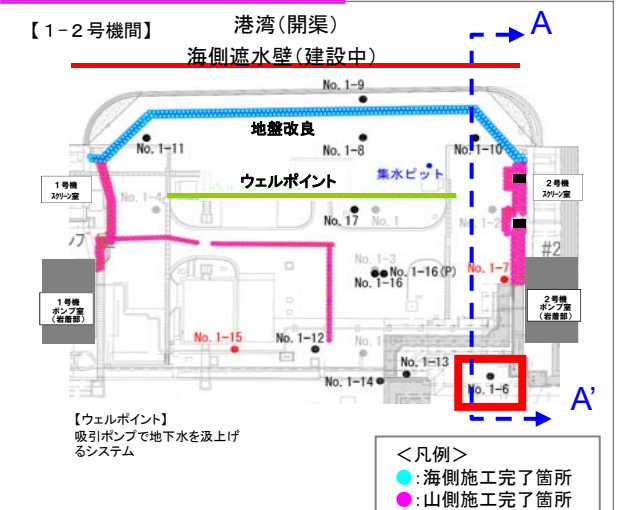 【1-2号機間】
港湾(開渠)
海側遮水壁(建設中)
A
No. 1-9
地盤改良
No. 1-11
No. 1-8
No. 1-10
1号機
スクリーン室
ウェルポイント
集水ピット
2号機
スクリーン室
No. 1-4
No. 17
No. 1
No. 1-2
#2
No. 1-3
No. 1-16(P)
No. 1-16
No. 1-7
1号機
ポンプ室
(岩着部)
2号機
ポンプ室
(岩着部)
No. 1-15
No. 1-12
No. 1-13
No. 1-14
No. 1-6
A'
【ウェルポイント】
吸引ポンプで地下水を汲上げ
るシステム
<凡例>
●:海側施工完了箇所
●:山側施工完了箇所